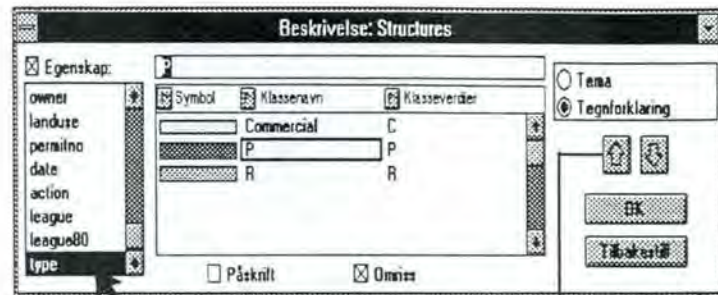 Beskrivelse: Structures
Egenskap:
P
owner
landuse
permitno
date
action
league
league80
type
Symbol Klassenavn Klasseverdier
Commercial C
P P
R R
Påskrift Omriss
Tema
Tegnforklaring
OK
Tilbakestill